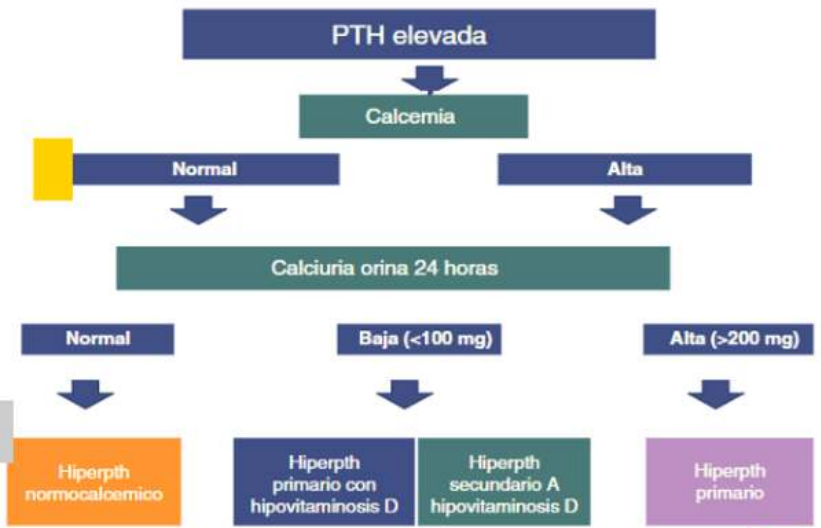 PTH elevada
Calcemia
Normal
Alta
Calciuria orina 24 horas
Normal
Baja (<100 mg)
Alta (>200 mg)
Hiperpth
normocalcemico
Hiperpth
primario con
hipovitaminosis D
Hiperpth
secundario A
hipovitaminosis D
Hiperpth
primario